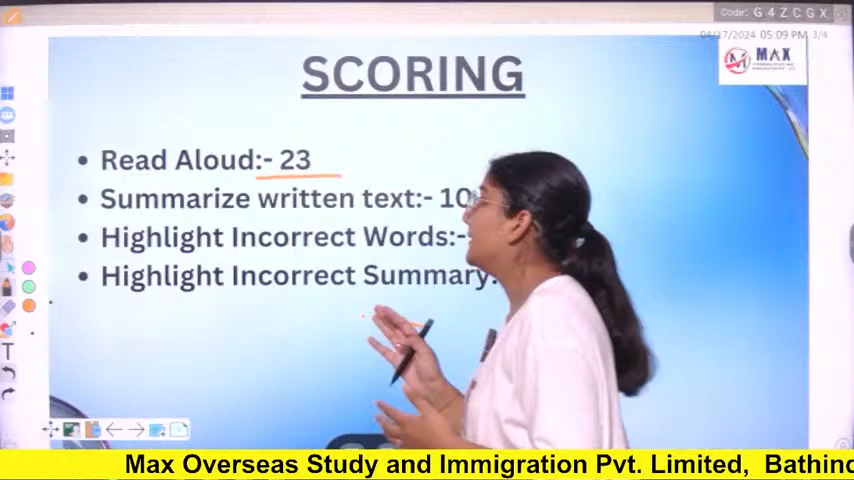 Code: G 4 Z C G X
04/27/2024 05:09 PM 3/4
MAX
SCORING
• Read Aloud:- 23
• Summarize written text:- 10
• Highlight Incorrect Words:-
• Highlight Incorrect Summary:
T
Max Overseas Study and Immigration Pvt. Limited, Bathind